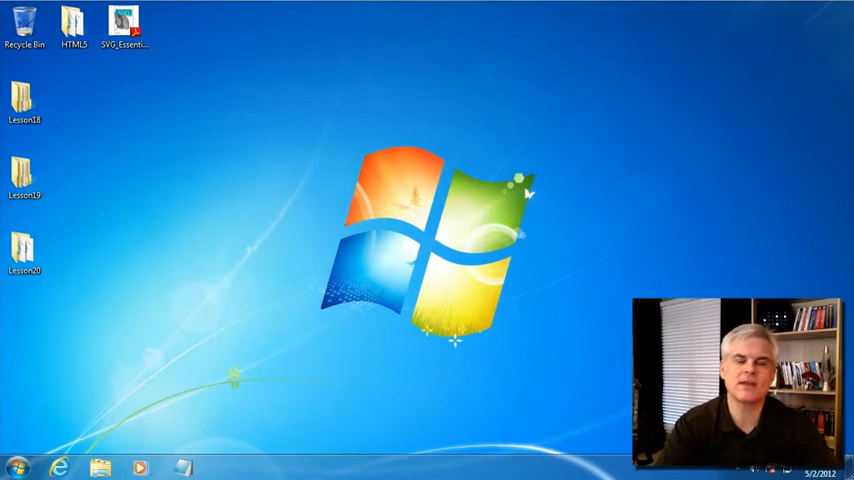 Recycle Bin
HTML5
SVG_Essenti...
Lesson18
Lesson19
Lesson20
5/2/2012